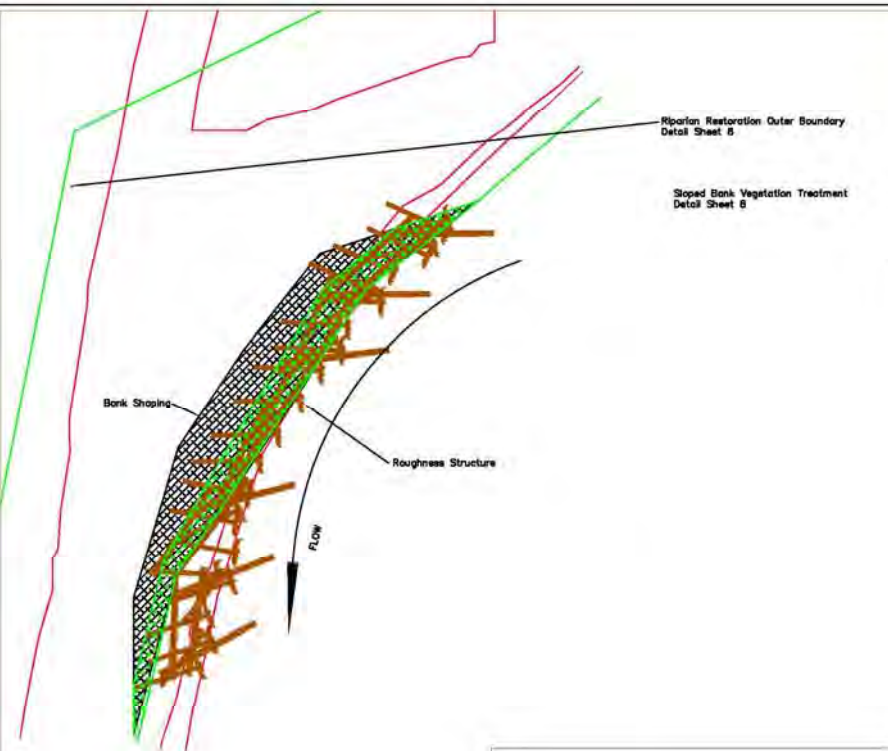 Riparian Restoration Outer Boundary
Detail Sheet 8
Sloped Bank Vegetation Treatment
Detail Sheet 8
Bank Shaping
Roughness Structure
FLOW